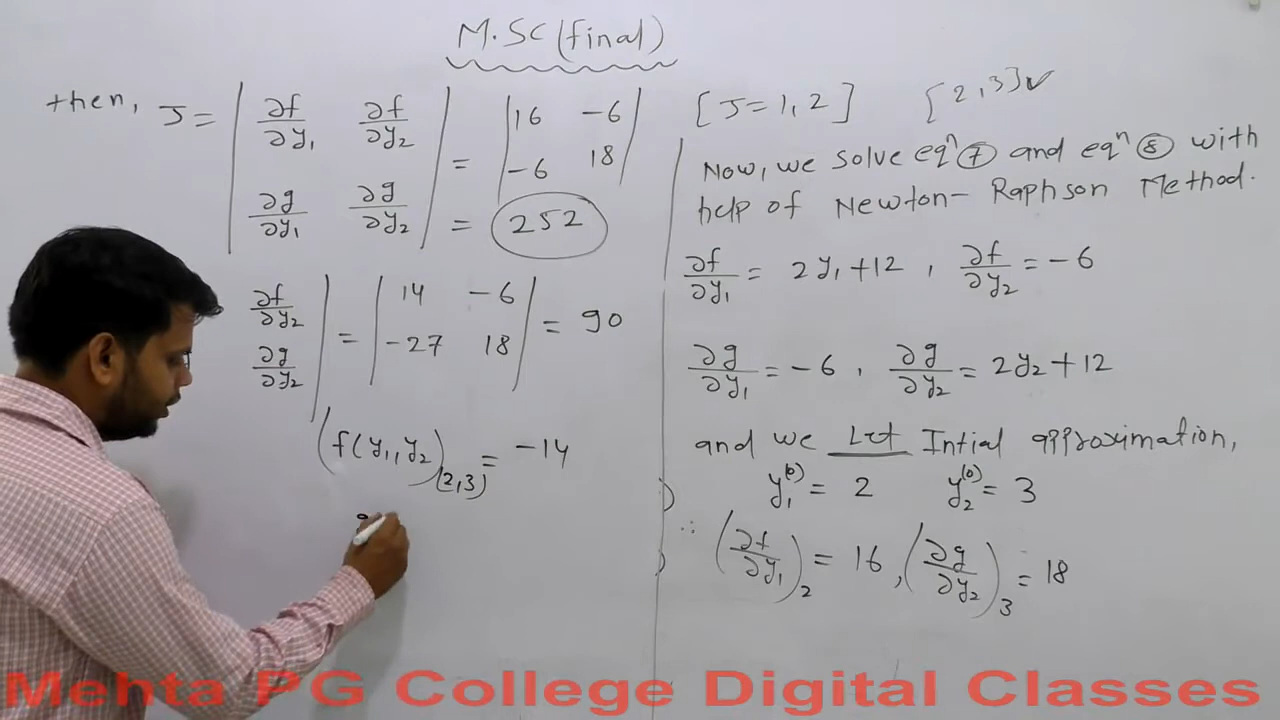 M.SC (final)
then, J = | ∂f/∂y₁ ∂f/∂y₂ | = | 16 -6 |
| ∂g/∂y₁ ∂g/∂y₂ | | -6 18 |
= 252
∂f/∂y₂ | = | 14 -6 | = 90
∂g/∂y₂ | | -27 18 |
(f(y₁, y₂)(2,3) = -14
[J=1,2] [2,3]✓
Now, we solve eqⁿ ⑦ and eqⁿ ⑧ with
help of Newton-Raphson Method.
∂f/∂y₁ = 2y₁+12, ∂f/∂y₂ = -6
∂g/∂y₁ = -6, ∂g/∂y₂ = 2y₂+12
and we Let Intial approximation,
y₁⁽⁰⁾ = 2 y₂⁽⁰⁾ = 3
∴ (∂f/∂y₁)₂ = 16, (∂g/∂y₂)₃ = 18
Mehta PG College Digital Classes